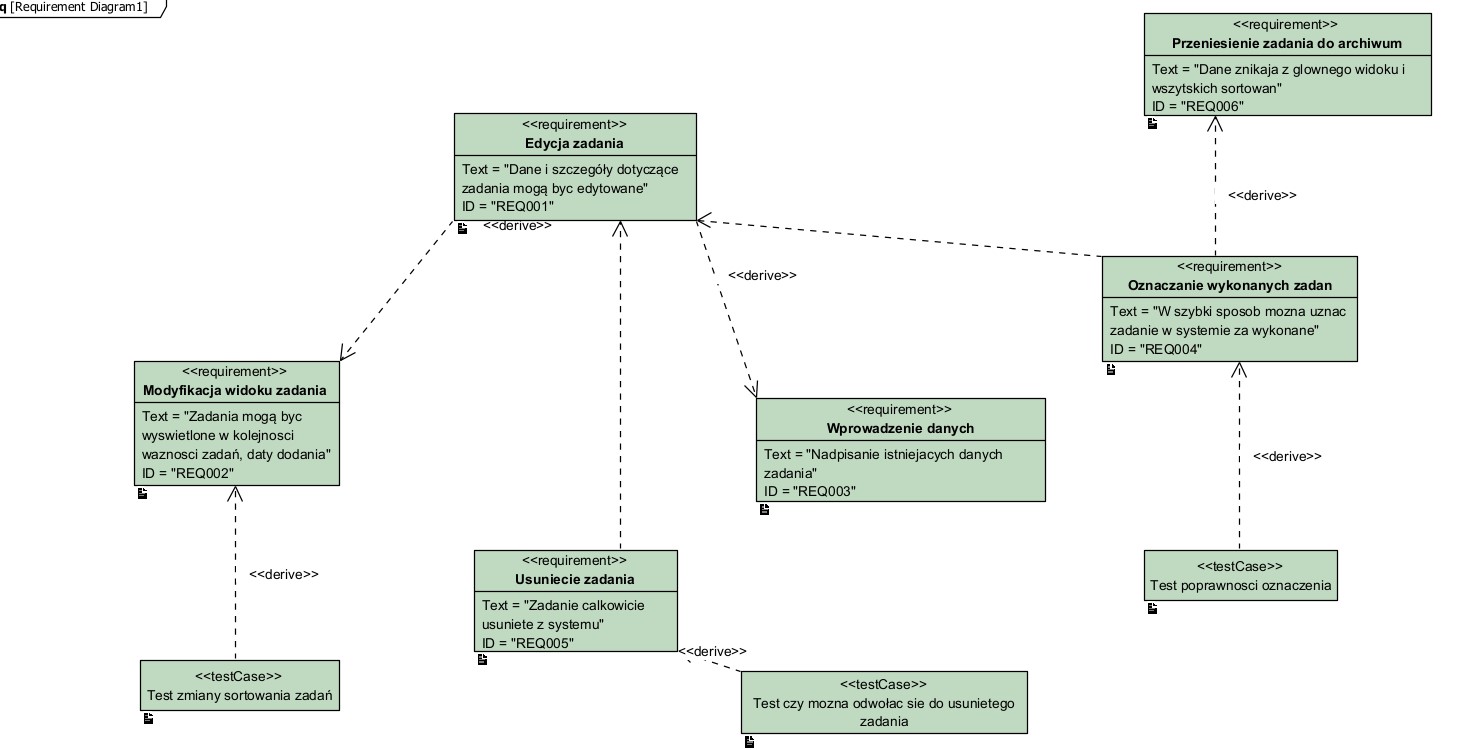 q [Requirement Diagram1]
<<requirement>>
Przeniesienie zadania do archiwum
Text = "Dane znikaja z glownego widoku i
wszytskich sortowan"
ID = "REQ006"
<<derive>>
<<requirement>>
Edycja zadania
Text = "Dane i szczegóły dotyczące
zadania mogą byc edytowane"
ID = "REQ001"
<<derive>>
<<derive>>
<<requirement>>
Oznaczanie wykonanych zadan
Text = "W szybki sposob mozna uznac
zadanie w systemie za wykonane"
ID = "REQ004"
<<requirement>>
Modyfikacja widoku zadania
Text = "Zadania mogą byc
wyswietlone w kolejnosci
waznosci zadań, daty dodania"
ID = "REQ002"
<<requirement>>
Wprowadzenie danych
Text = "Nadpisanie istniejacych danych
zadania"
ID = "REQ003"
<<derive>>
<<derive>>
<<requirement>>
Usuniecie zadania
Text = "Zadanie calkowicie
usuniete z systemu"
ID = "REQ005"
<<testCase>>
Test poprawnosci oznaczenia
<<derive>>
<<testCase>>
Test zmiany sortowania zadań
<<testCase>>
Test czy mozna odwołac sie do usunietego
zadania